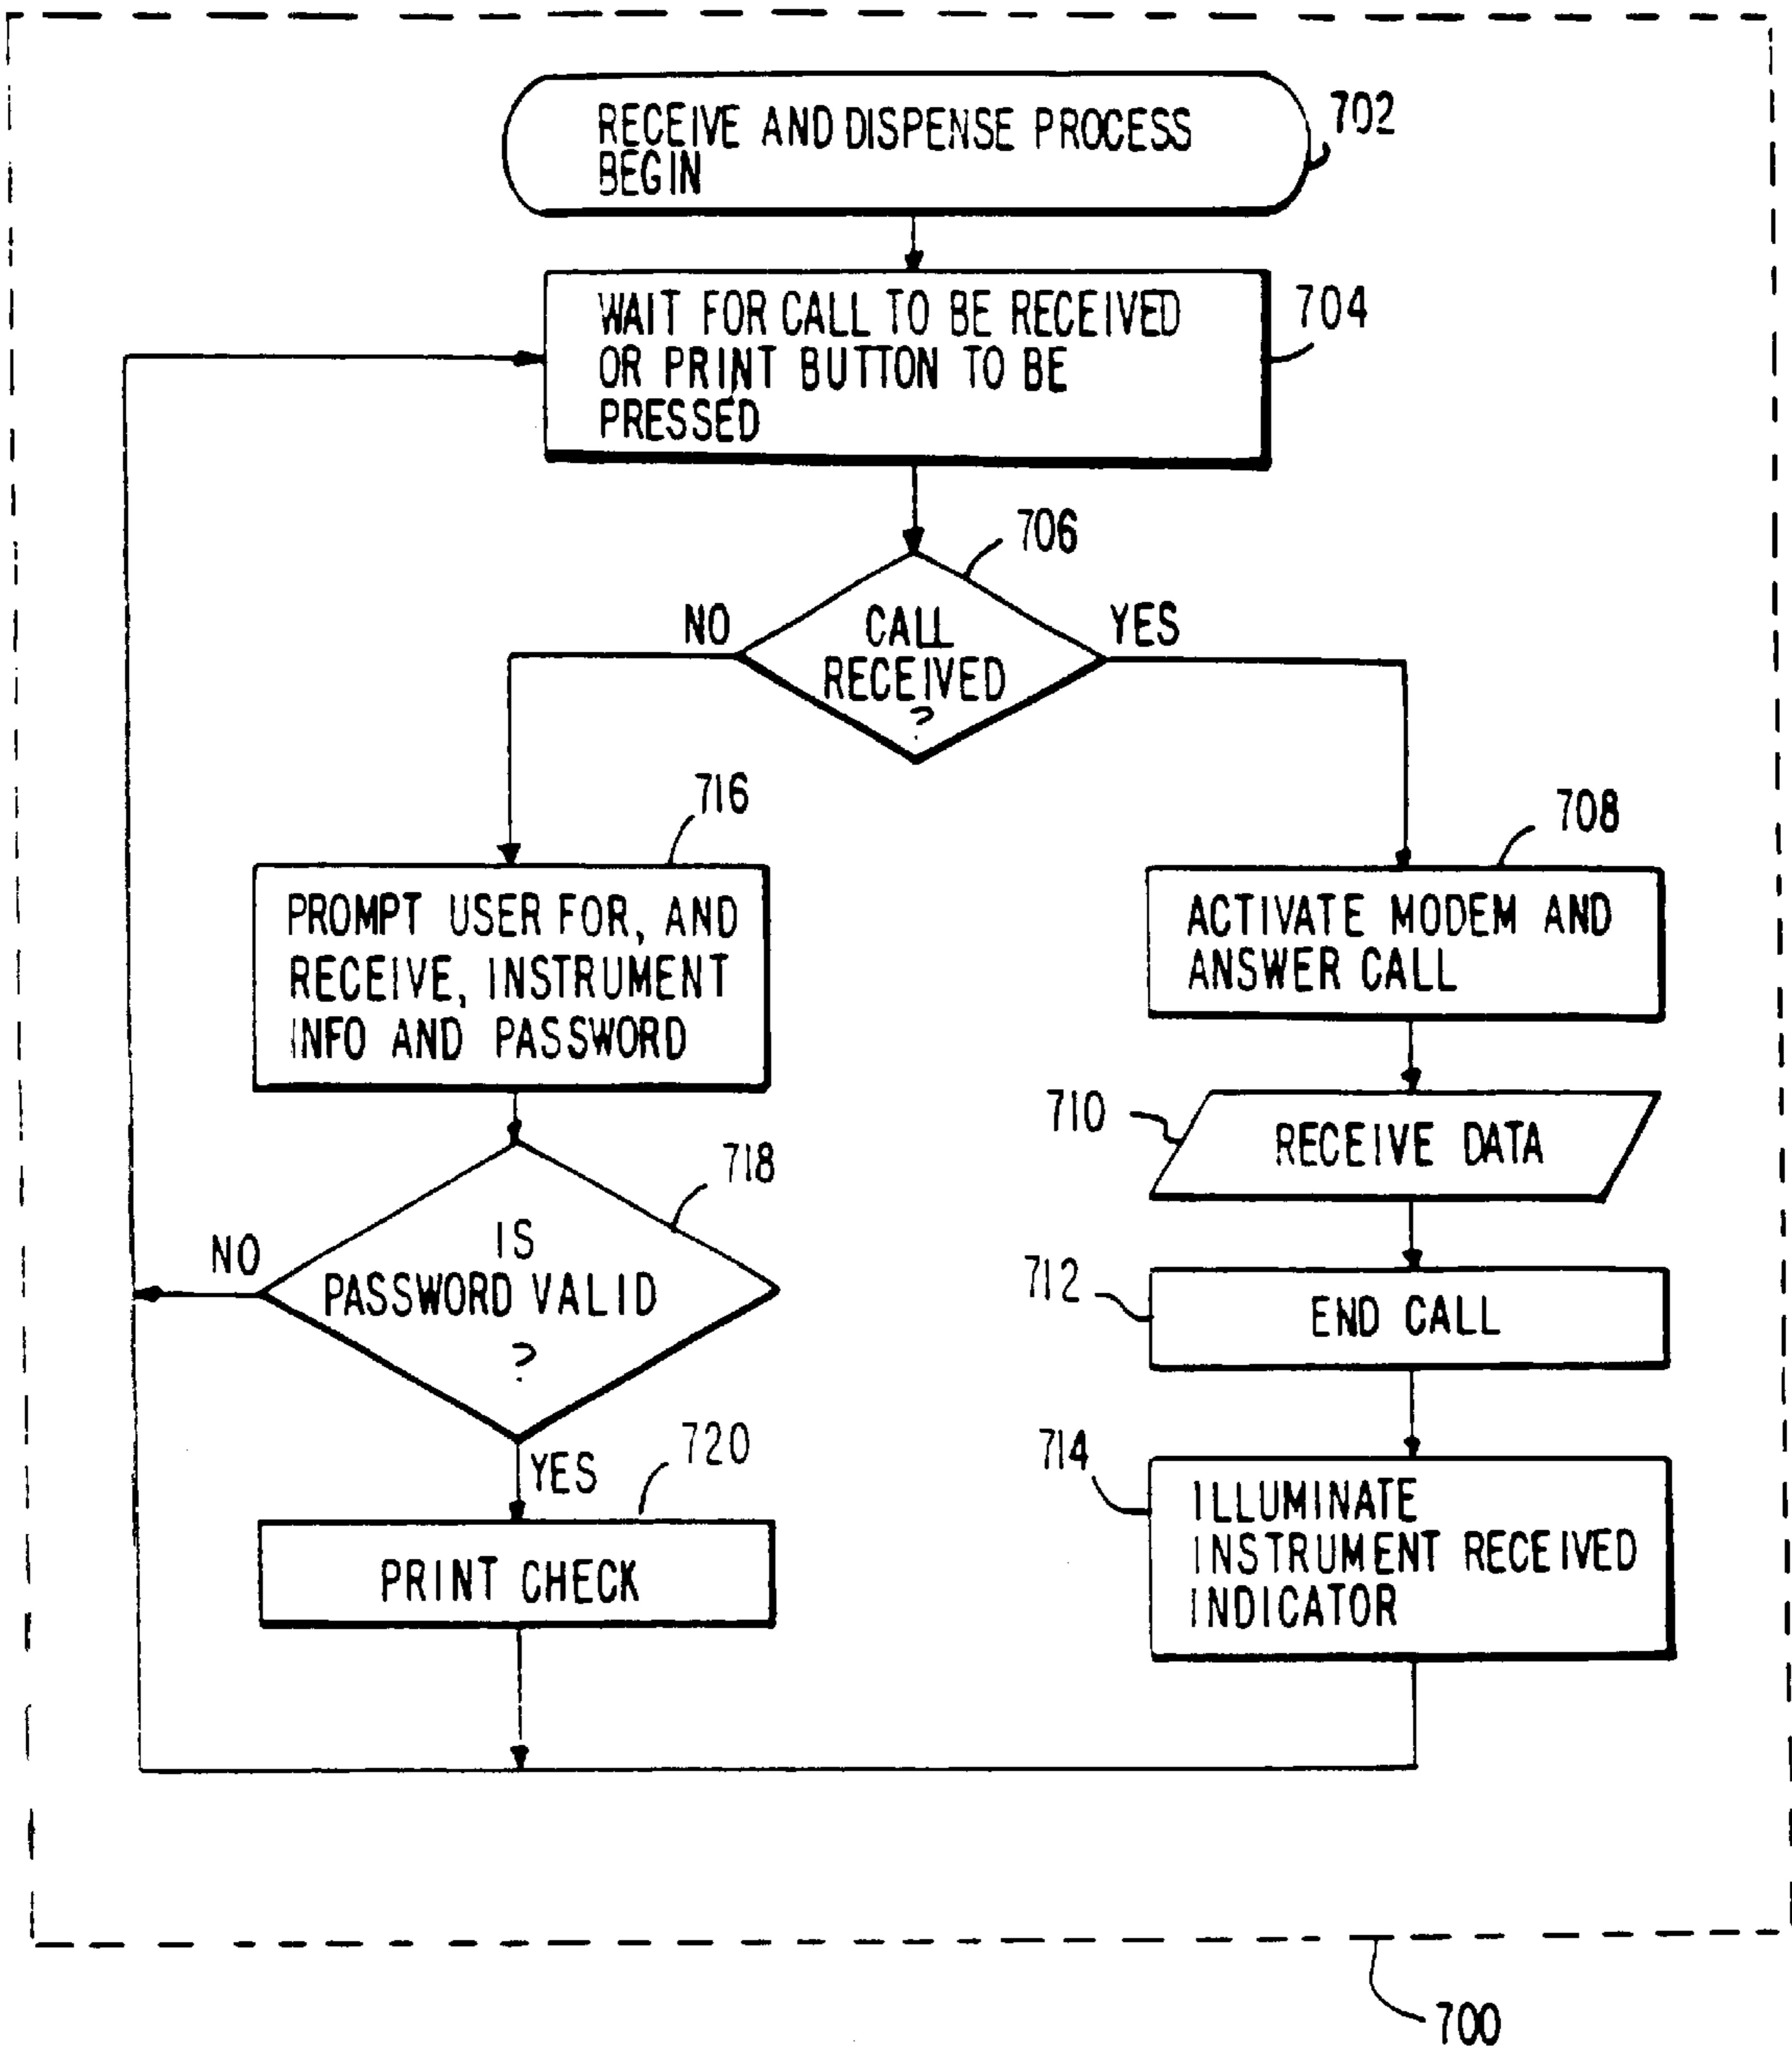 RECEIVE AND DISPENSE PROCESS
BEGIN
702
WAIT FOR CALL TO BE RECEIVED
OR PRINT BUTTON TO BE
PRESSED
704
706
NO
CALL
RECEIVED
?
YES
716
PROMPT USER FOR, AND
RECEIVE, INSTRUMENT
INFO AND PASSWORD
708
ACTIVATE MODEM AND
ANSWER CALL
710
RECEIVE DATA
718
NO
IS
PASSWORD VALID
?
712
END CALL
YES
720
PRINT CHECK
714
ILLUMINATE
INSTRUMENT RECEIVED
INDICATOR
700